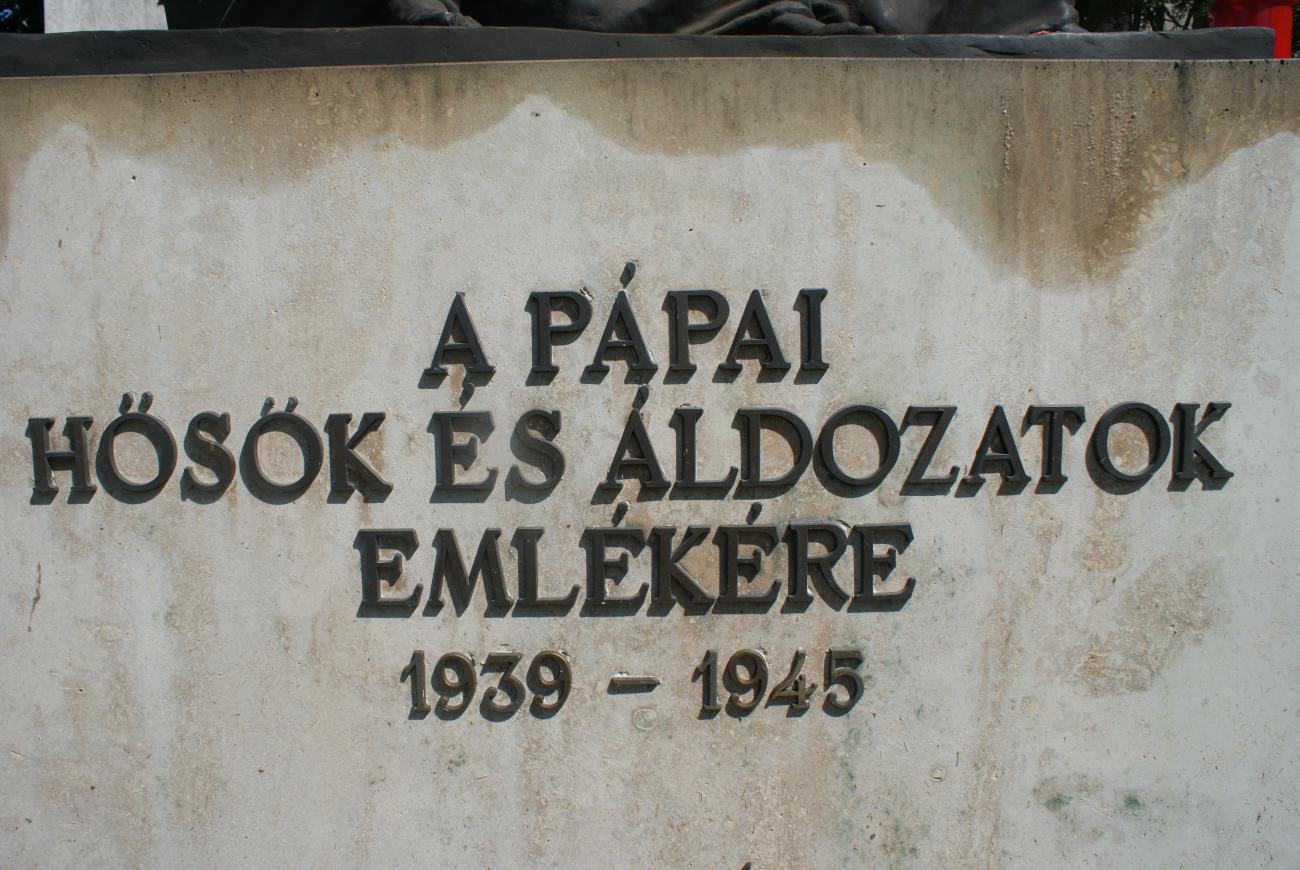 A PÁPAI
HŐSÖK ÉS ÁLDOZATOK
EMLÉKÉRE
1939 – 1945